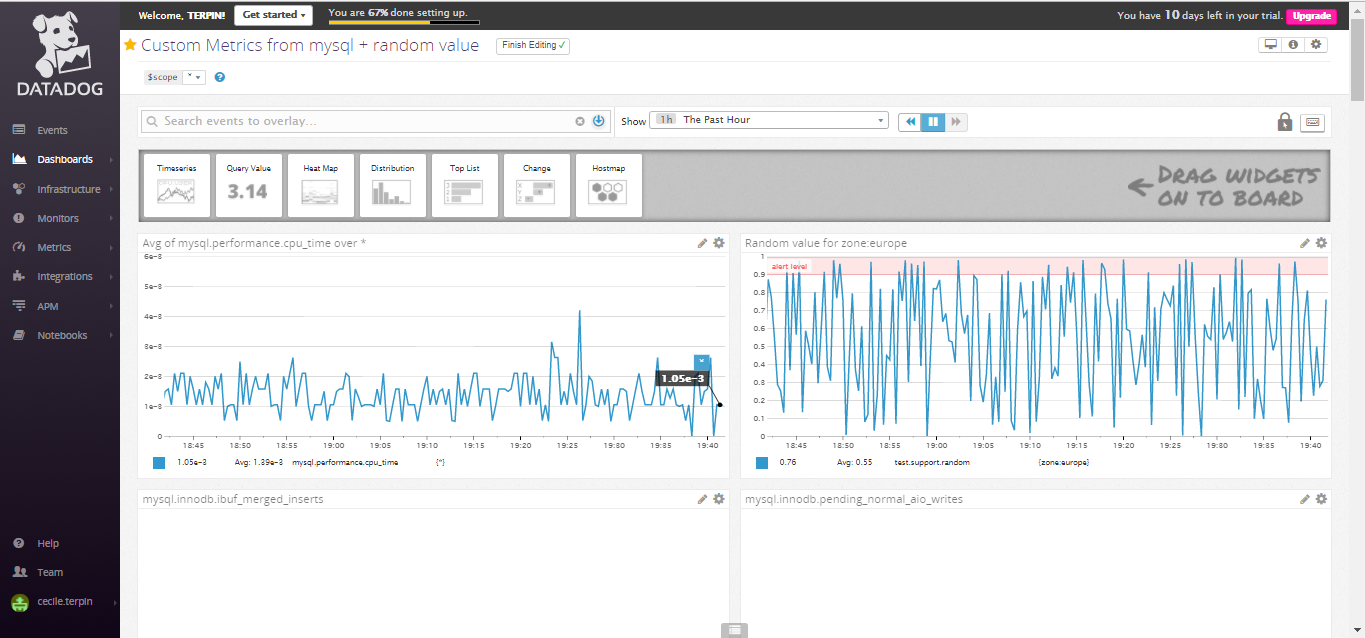 DATADOG
Events
Dashboards
Infrastructure
Monitors
Metrics
Integrations
APM
Notebooks
Help
Team
cecile.terpin
Welcome, TERPIN! Get started You are 67% done setting up. You have 10 days left in your trial. Upgrade
Custom Metrics from mysql + random value Finish Editing ✓
$scope * ?
Search events to overlay... Show 1h The Past Hour
Timeseries Query Value Heat Map Distribution Top List Change Hostmap
3.14
DRAG WIDGETS
ON TO BOARD
Avg of mysql.performance.cpu_time over *
6e-3
5e-3
4e-3
3e-3
2e-3
1e-3
0
1.05e-3
18:45 18:50 18:55 19:00 19:05 19:10 19:15 19:20 19:25 19:30 19:35 19:40
1.05e-3 Avg: 1.39e-3 mysql.performance.cpu_time {*}
Random value for zone:europe
1
alert level
0.9
0.8
0.7
0.6
0.5
0.4
0.3
0.2
0.1
0
18:45 18:50 18:55 19:00 19:05 19:10 19:15 19:20 19:25 19:30 19:35 19:40
0.76 Avg: 0.55 test.support.random {zone:europe}
mysql.innodb.ibuf_merged_inserts
mysql.innodb.pending_normal_aio_writes